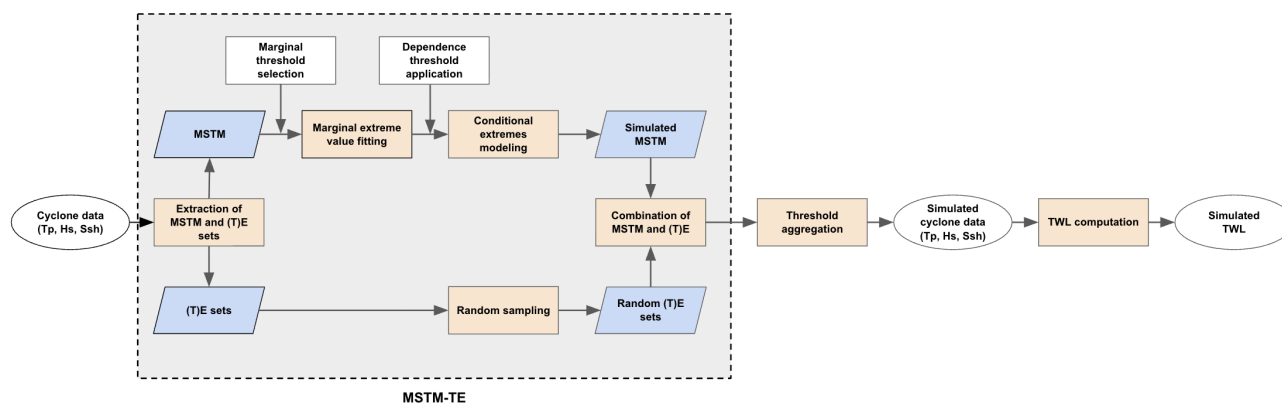 Marginal
threshold
selection
Dependence
threshold
application
MSTM
Marginal extreme
value fitting
Conditional
extremes
modeling
Simulated
MSTM
Cyclone data
(Tp, Hs, Ssh)
Extraction of
MSTM and (T)E
sets
Combination of
MSTM and (T)E
Threshold
aggregation
Simulated
cyclone data
(Tp, Hs, Ssh)
TWL computation
Simulated
TWL
(T)E sets
Random sampling
Random (T)E
sets
MSTM-TE